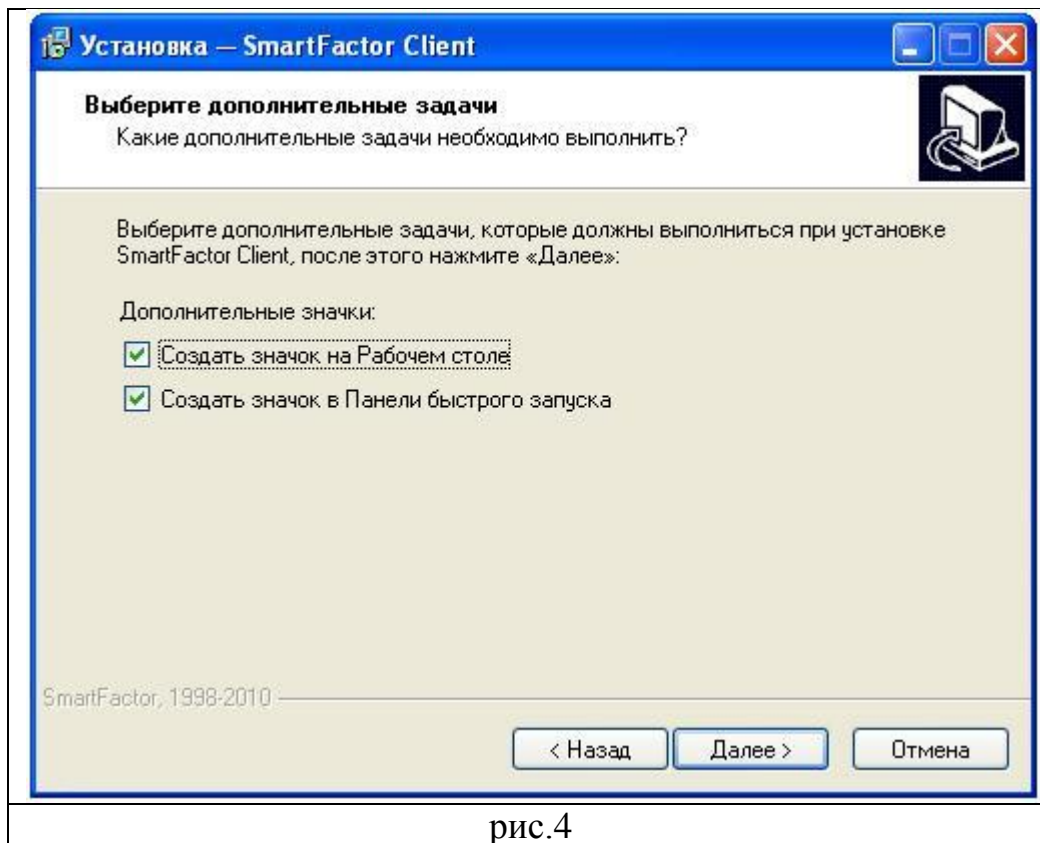 Установка — SmartFactor Client
Выберите дополнительные задачи
Какие дополнительные задачи необходимо выполнить?
Выберите дополнительные задачи, которые должны выполниться при установке
SmartFactor Client, после этого нажмите «Далее»:
Дополнительные значки:
Создать значок на Рабочем столе
Создать значок в Панели быстрого запуска
SmartFactor, 1998-2010
< Назад Далее > Отмена
рис.4